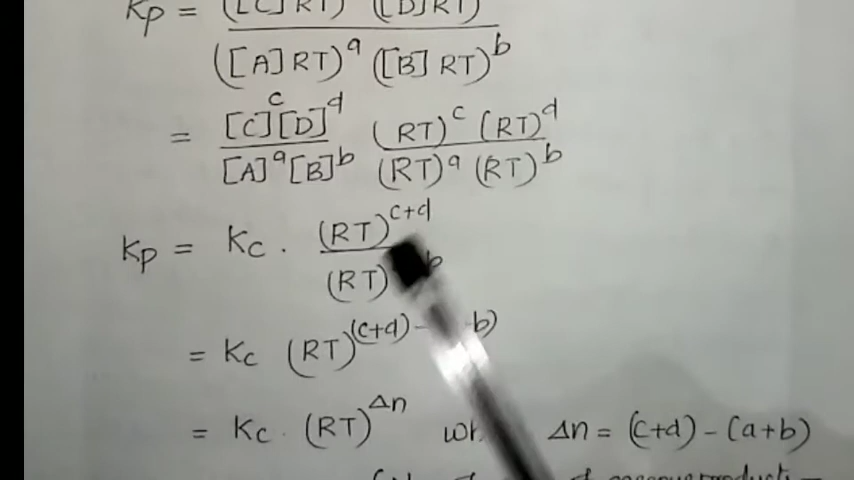 Kp = ([C]RT) ([D]RT)
([A]RT)^a ([B]RT)^b
= [C]^c[D]^d (RT)^c (RT)^d
[A]^a[B]^b (RT)^a (RT)^b
Kp = Kc . (RT)^c+d
(RT) b
= Kc (RT)^(c+d) - b)
= Kc . (RT)^Δn Δn = (c+d) - (a+b)